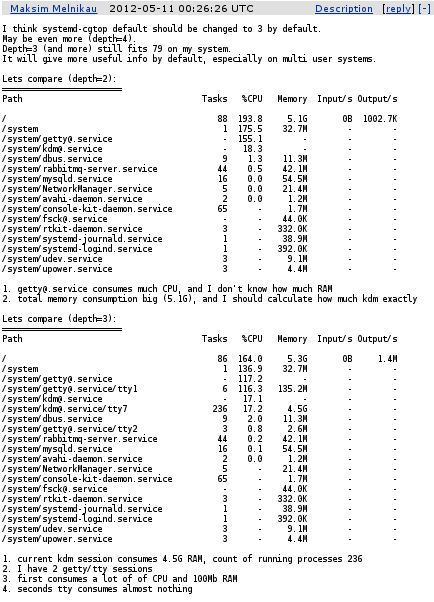 Maksim Melnikau 2012-05-11 00:26:26 UTC Description [reply] [-]
I think systemd-cgtop default should be changed to 3 by default.
May be even more (depth=4).
Depth=3 (and more) still fits 79 on my system.
It will give more useful info by default, especially on multi user systems.
Lets compare (depth=2):
Path Tasks %CPU Memory Input/s Output/s
/ 88 193.8 5.1G 0B 1002.7K
/system 1 175.5 32.7M - -
/system/getty@.service - 155.1 - - -
/system/kdm@.service - 18.3 - - -
/system/dbus.service 9 1.3 11.3M - -
/system/rabbitmq-server.service 44 0.5 42.1M - -
/system/mysqld.service 16 0.0 54.5M - -
/system/NetworkManager.service 5 0.0 21.4M - -
/system/avahi-daemon.service 2 0.0 1.2M - -
/system/console-kit-daemon.service 65 - 1.7M - -
/system/fsck@.service - - 44.0K - -
/system/rtkit-daemon.service 3 - 332.0K - -
/system/systemd-journald.service 1 - 38.9M - -
/system/systemd-logind.service 1 - 392.0K - -
/system/udev.service 3 - 9.1M - -
/system/upower.service 3 - 4.4M - -
1. getty@.service consumes much CPU, and I don't know how much RAM
2. total memory consumption big (5.1G), and I should calculate how much kdm exactly
Lets compare (depth=3):
Path Tasks %CPU Memory Input/s Output/s
/ 86 164.0 5.3G 0B 1.4M
/system 1 136.9 32.7M - -
/system/getty@.service - 117.2 - - -
/system/getty@.service/tty1 6 116.3 135.2M - -
/system/kdm@.service - 17.1 - - -
/system/kdm@.service/tty7 236 17.2 4.5G - -
/system/dbus.service 9 2.0 11.3M - -
/system/getty@.service/tty2 3 0.8 2.6M - -
/system/rabbitmq-server.service 44 0.2 42.1M - -
/system/mysqld.service 16 0.1 54.5M - -
/system/avahi-daemon.service 2 0.0 1.2M - -
/system/NetworkManager.service 5 - 21.4M - -
/system/console-kit-daemon.service 65 - 1.7M - -
/system/fsck@.service - - 44.0K - -
/system/rtkit-daemon.service 3 - 332.0K - -
/system/systemd-journald.service 1 - 38.9M - -
/system/systemd-logind.service 1 - 392.0K - -
/system/udev.service 3 - 9.1M - -
/system/upower.service 3 - 4.4M - -
1. current kdm session consumes 4.5G RAM, count of running processes 236
2. I have 2 getty/tty sessions
3. first consumes a lot of of CPU and 100Mb RAM
4. seconds tty consumes almost nothing